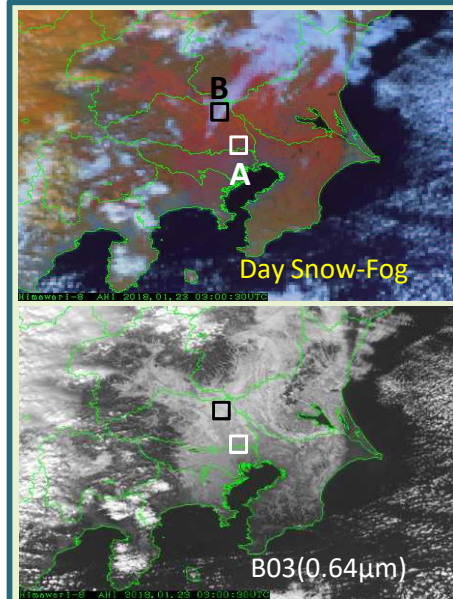 B
A
Day Snow-Fog
Himawari-8 AHI 2018.01.23 03:00:30UTC
B03(0.64μm)
Himawari-8 AHI 2018.01.23 03:00:30UTC